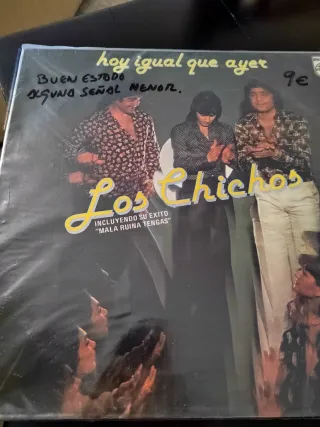 hoy igual que ayer
BUEN ESTADO
ALGUNA SEÑAL MENOR.
9€
Los Chichos
INCLUYENDO SU EXITO
"MALA RUINA TENGAS"